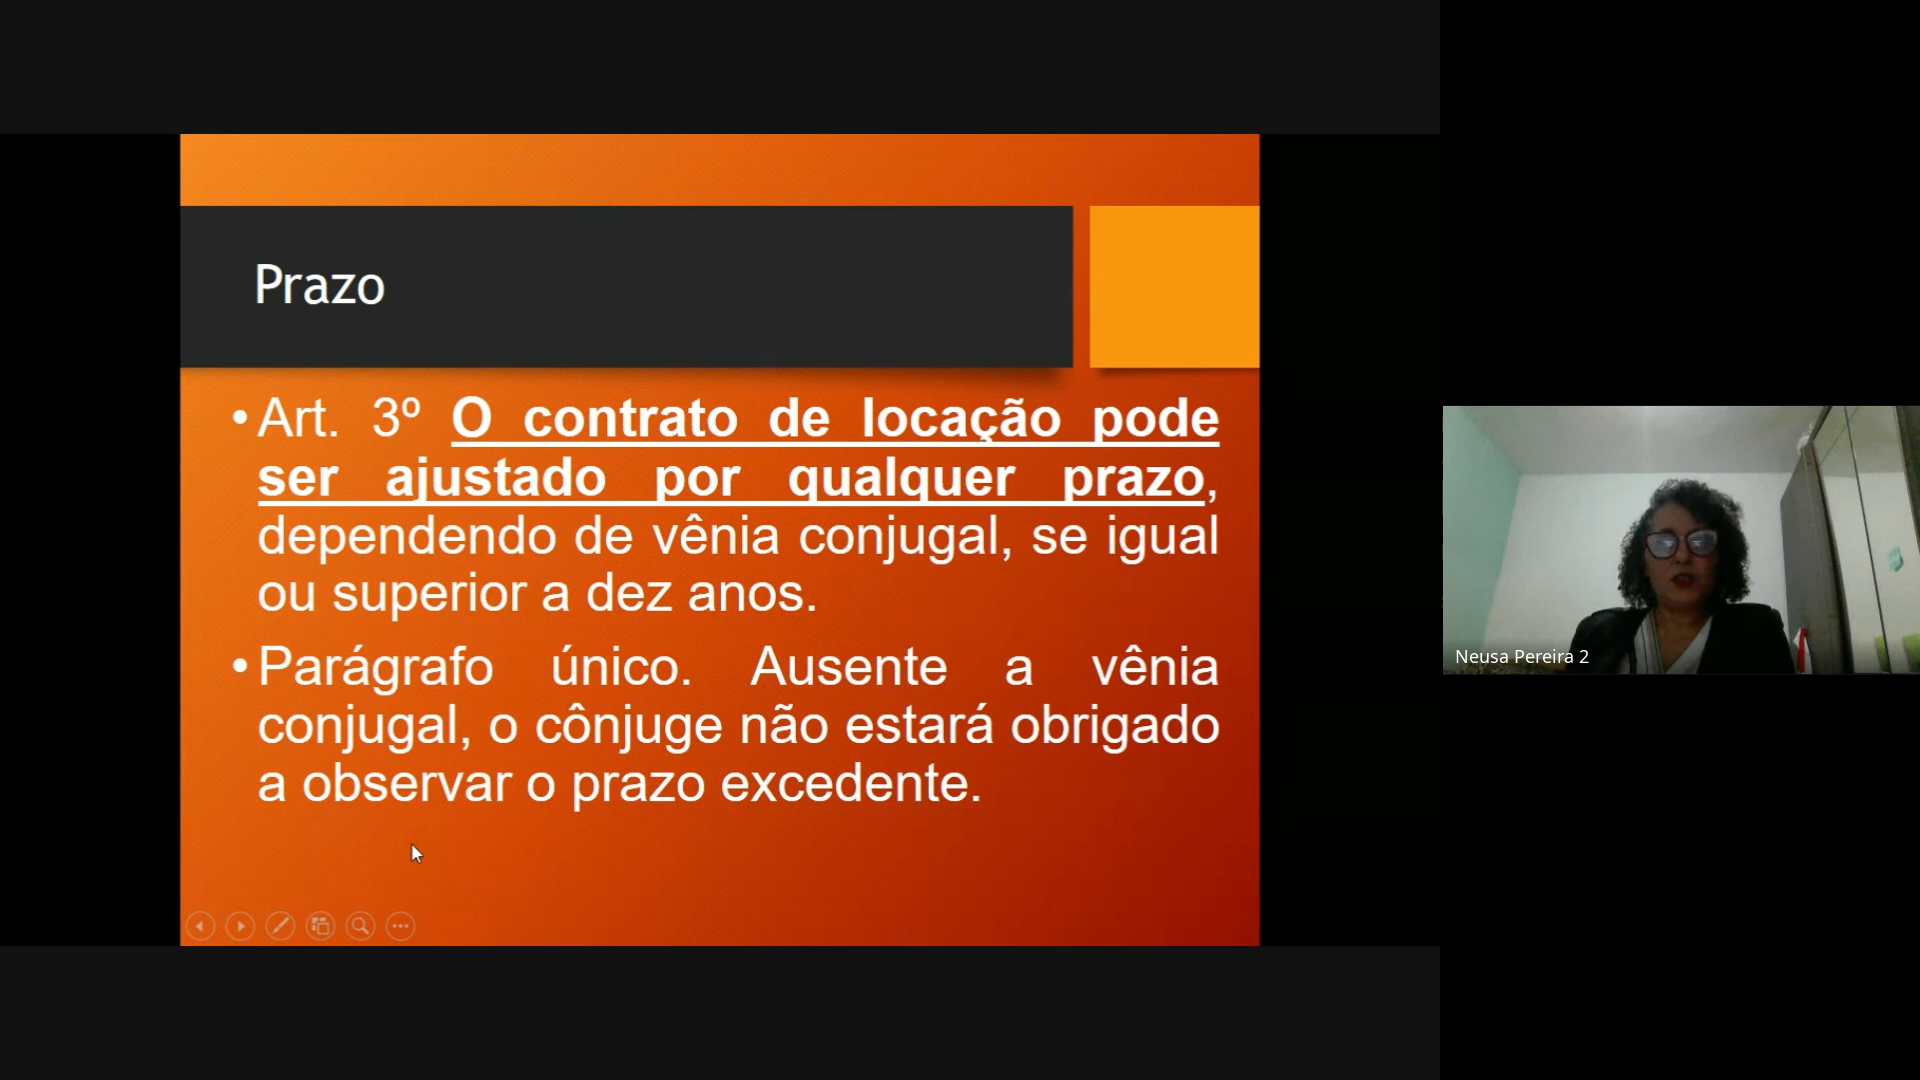 Prazo
• Art. 3º O contrato de locação pode
ser ajustado por qualquer prazo,
dependendo de vênia conjugal, se igual
ou superior a dez anos.
• Parágrafo único. Ausente a vênia
conjugal, o cônjuge não estará obrigado
a observar o prazo excedente.
Neusa Pereira 2